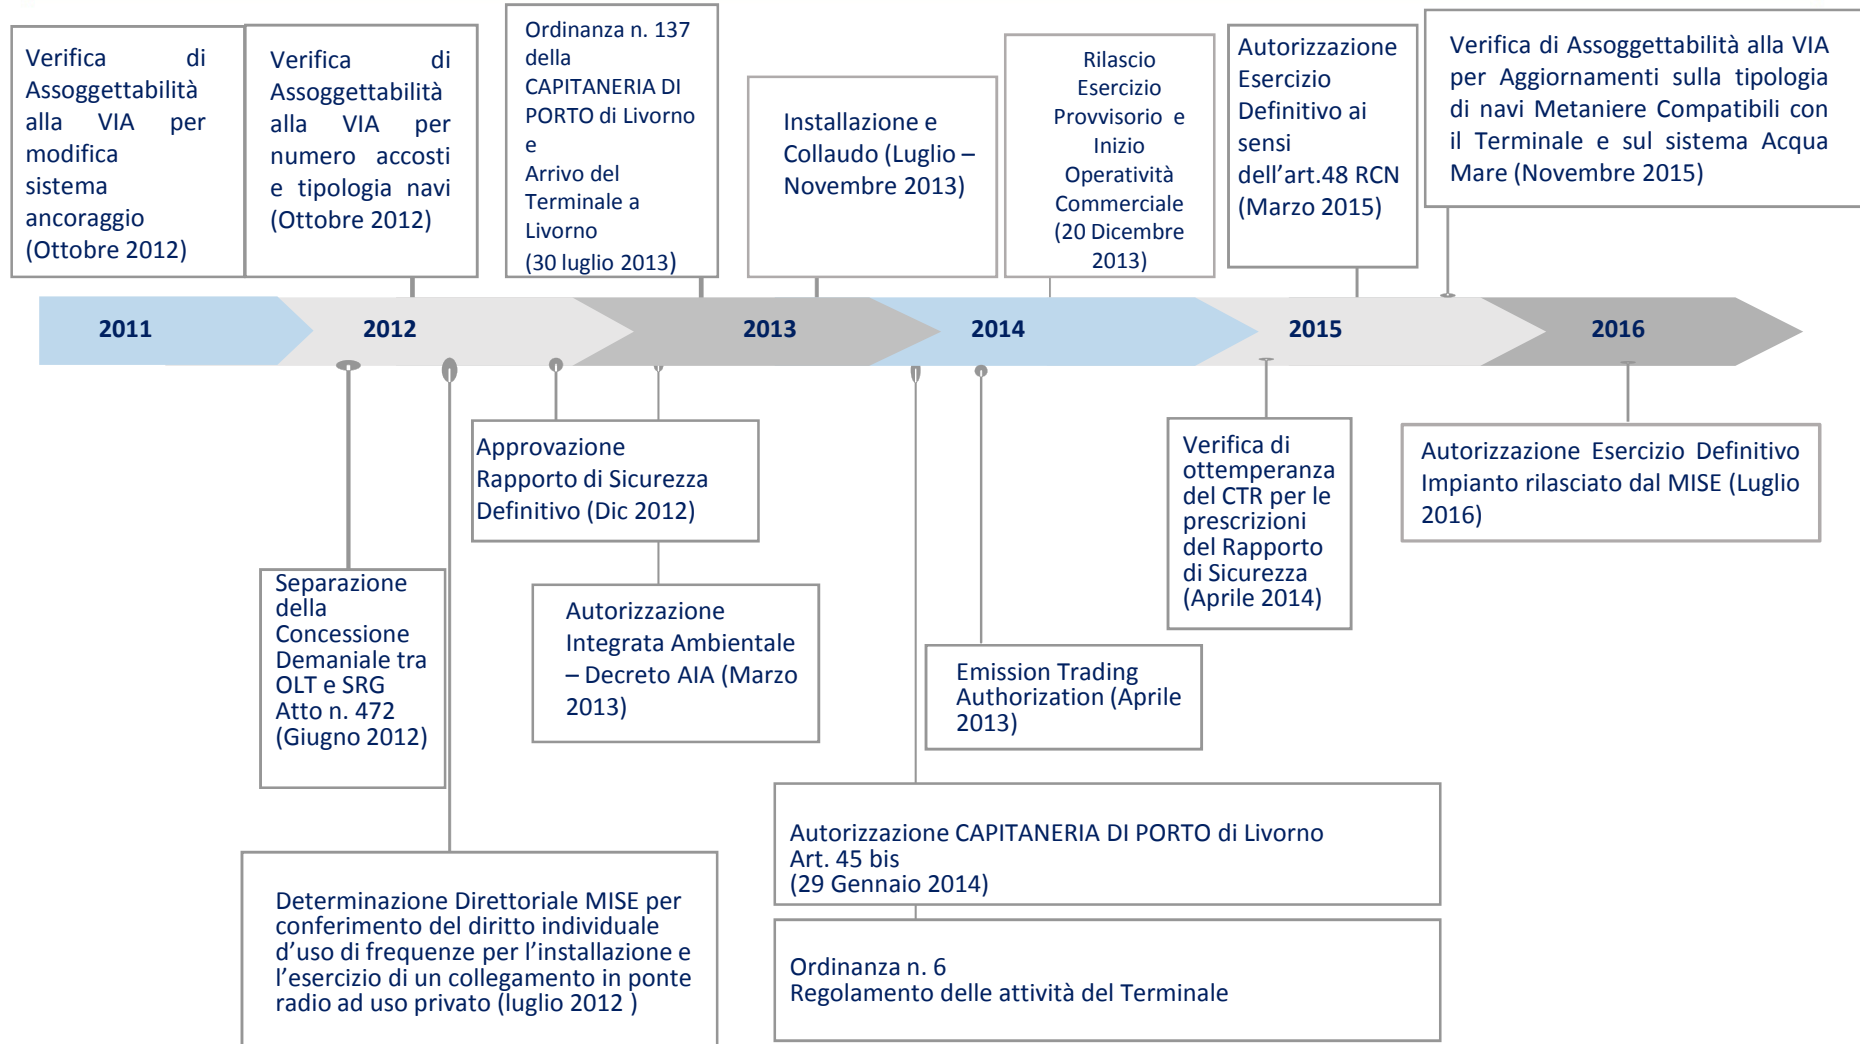 Verifica di
Assoggettabilità
alla VIA per
modifica
sistema
ancoraggio
(Ottobre 2012)
Verifica di
Assoggettabilità
alla VIA per
numero accosti
e tipologia navi
(Ottobre 2012)
Ordinanza n. 137
della
CAPITANERIA DI
PORTO di Livorno
e
Arrivo del
Terminale a
Livorno
(30 luglio 2013)
Installazione e
Collaudo (Luglio –
Novembre 2013)
Rilascio
Esercizio
Provvisorio e
Inizio
Operatività
Commerciale
(20 Dicembre
2013)
Autorizzazione
Esercizio
Definitivo ai
sensi
dell’art.48 RCN
(Marzo 2015)
Verifica di Assoggettabilità alla VIA
per Aggiornamenti sulla tipologia
di navi Metaniere Compatibili con
il Terminale e sul sistema Acqua
Mare (Novembre 2015)
2011
2012
2013
2014
2015
2016
Approvazione
Rapporto di Sicurezza
Definitivo (Dic 2012)
Separazione
della
Concessione
Demaniale tra
OLT e SRG
Atto n. 472
(Giugno 2012)
Autorizzazione
Integrata Ambientale
– Decreto AIA (Marzo
2013)
Emission Trading
Authorization (Aprile
2013)
Verifica di
ottemperanza
del CTR per le
prescrizioni
del Rapporto
di Sicurezza
(Aprile 2014)
Autorizzazione Esercizio Definitivo
Impianto rilasciato dal MISE (Luglio
2016)
Determinazione Direttoriale MISE per
conferimento del diritto individuale
d’uso di frequenze per l’installazione e
l’esercizio di un collegamento in ponte
radio ad uso privato (luglio 2012 )
Autorizzazione CAPITANERIA DI PORTO di Livorno
Art. 45 bis
(29 Gennaio 2014)
Ordinanza n. 6
Regolamento delle attività del Terminale